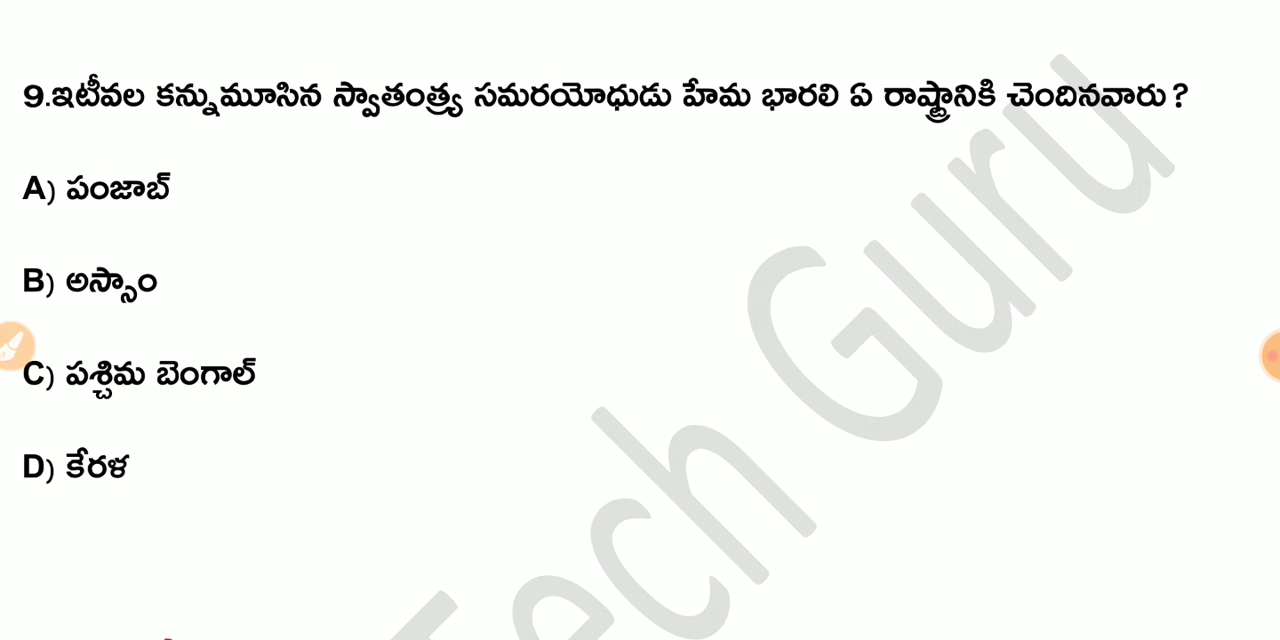 9.ఇటీవల కన్నుమూసిన స్వాతంత్ర్య సమరయోధుడు హేమ భారలి ఏ రాష్ట్రానికి చెందినవారు?
A) పంజాబ్
B) అస్సాం
C) పశ్చిమ బెంగాల్
D) కేరళ
Tech Guru